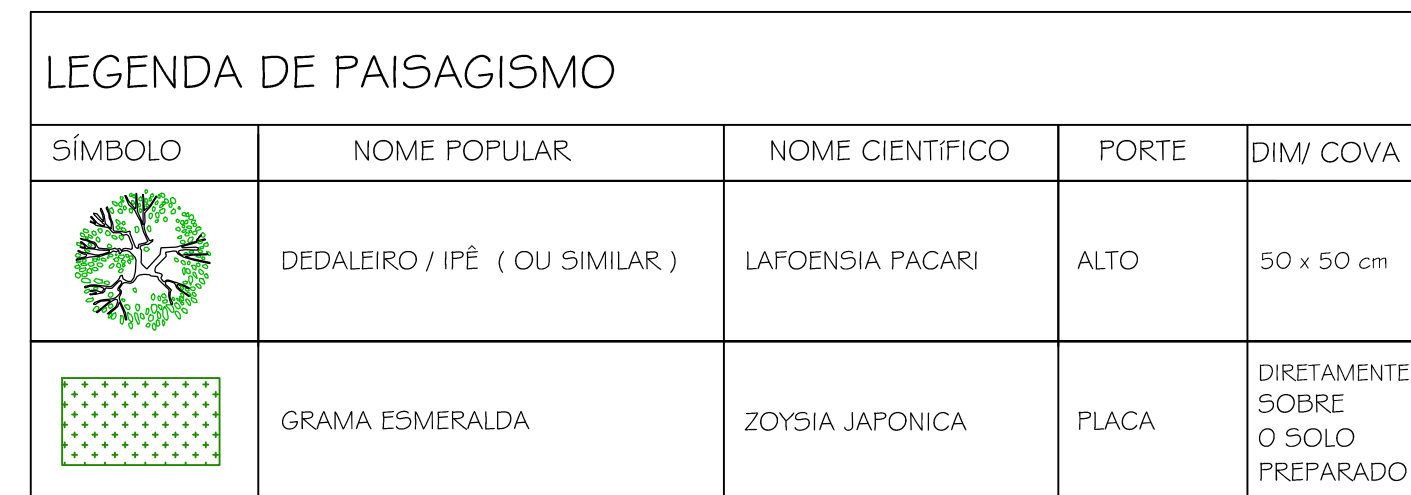 LEGENDA DE PAISAGISMO
SÍMBOLO NOME POPULAR NOME CIENTíFICO PORTE DIM/ COVA
DEDALEIRO / IPÊ ( OU SIMILAR ) LAFOENSIA PACARI ALTO 50 x 50 cm
GRAMA ESMERALDA ZOYSIA JAPONICA PLACA DIRETAMENTE
SOBRE
O SOLO
PREPARADO